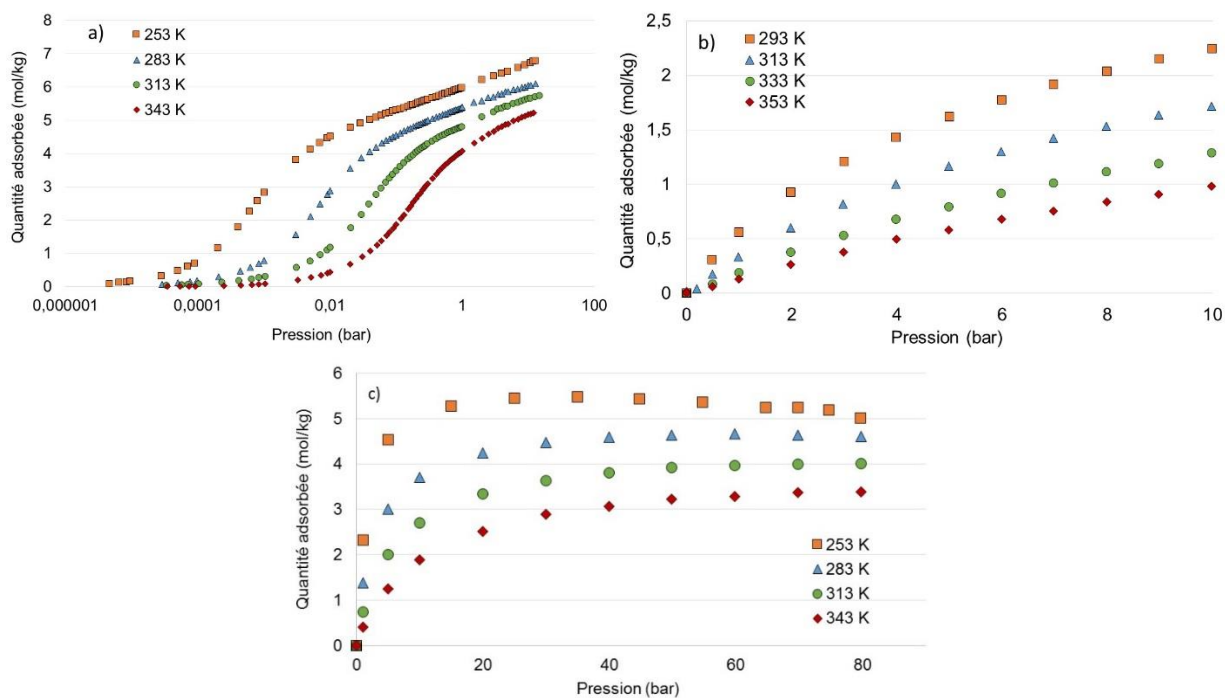 a)
253 K
283 K
313 K
343 K
Quantité adsorbée (mol/kg)
8
7
6
5
4
3
2
1
0
0,000001
0,0001
0,01
1
100
Pression (bar)
b)
293 K
313 K
333 K
353 K
Quantité adsorbée (mol/kg)
2,5
2
1,5
1
0,5
0
0
2
4
6
8
10
Pression (bar)
c)
Quantité adsorbée (mol/kg)
6
5
4
3
2
1
0
253 K
283 K
313 K
343 K
0
20
40
60
80
Pression (bar)